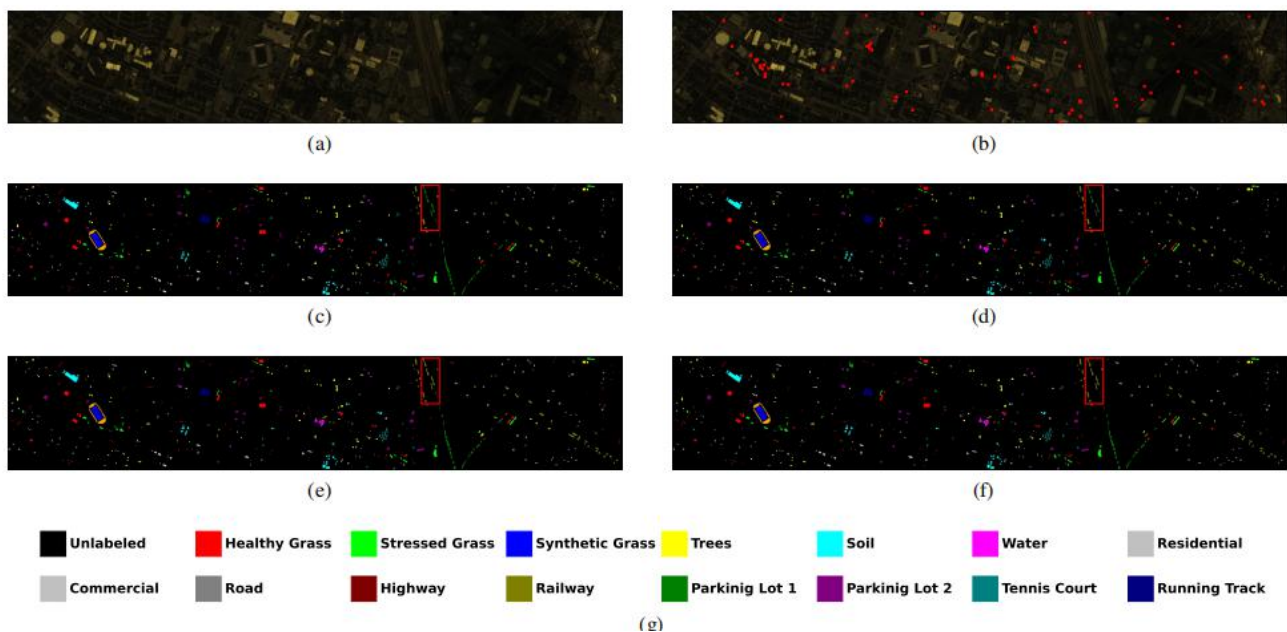 (a) (b)
(c) (d)
(e) (f)
Unlabeled Healthy Grass Stressed Grass Synthetic Grass Trees Soil Water Residential
Commercial Road Highway Railway Parkinig Lot 1 Parkinig Lot 2 Tennis Court Running Track
(g)